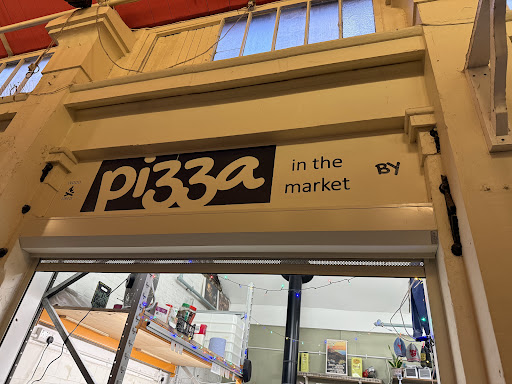 pizza
in the
market
BY